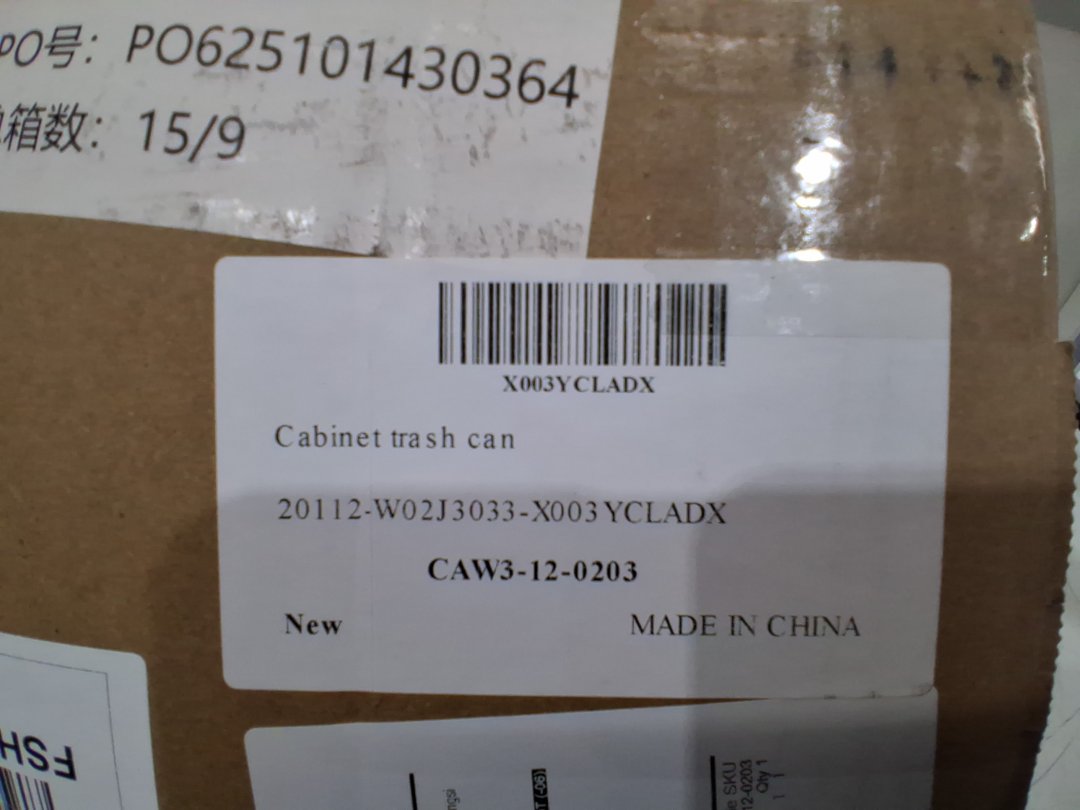 PO号: PO625101430364
箱数: 15/9
X003YCLADX
Cabinet trash can
20112-W02J3033-X003YCLADX
CAW3-12-0203
New
MADE IN CHINA
FSH
SKU
12-0203
Qty 1